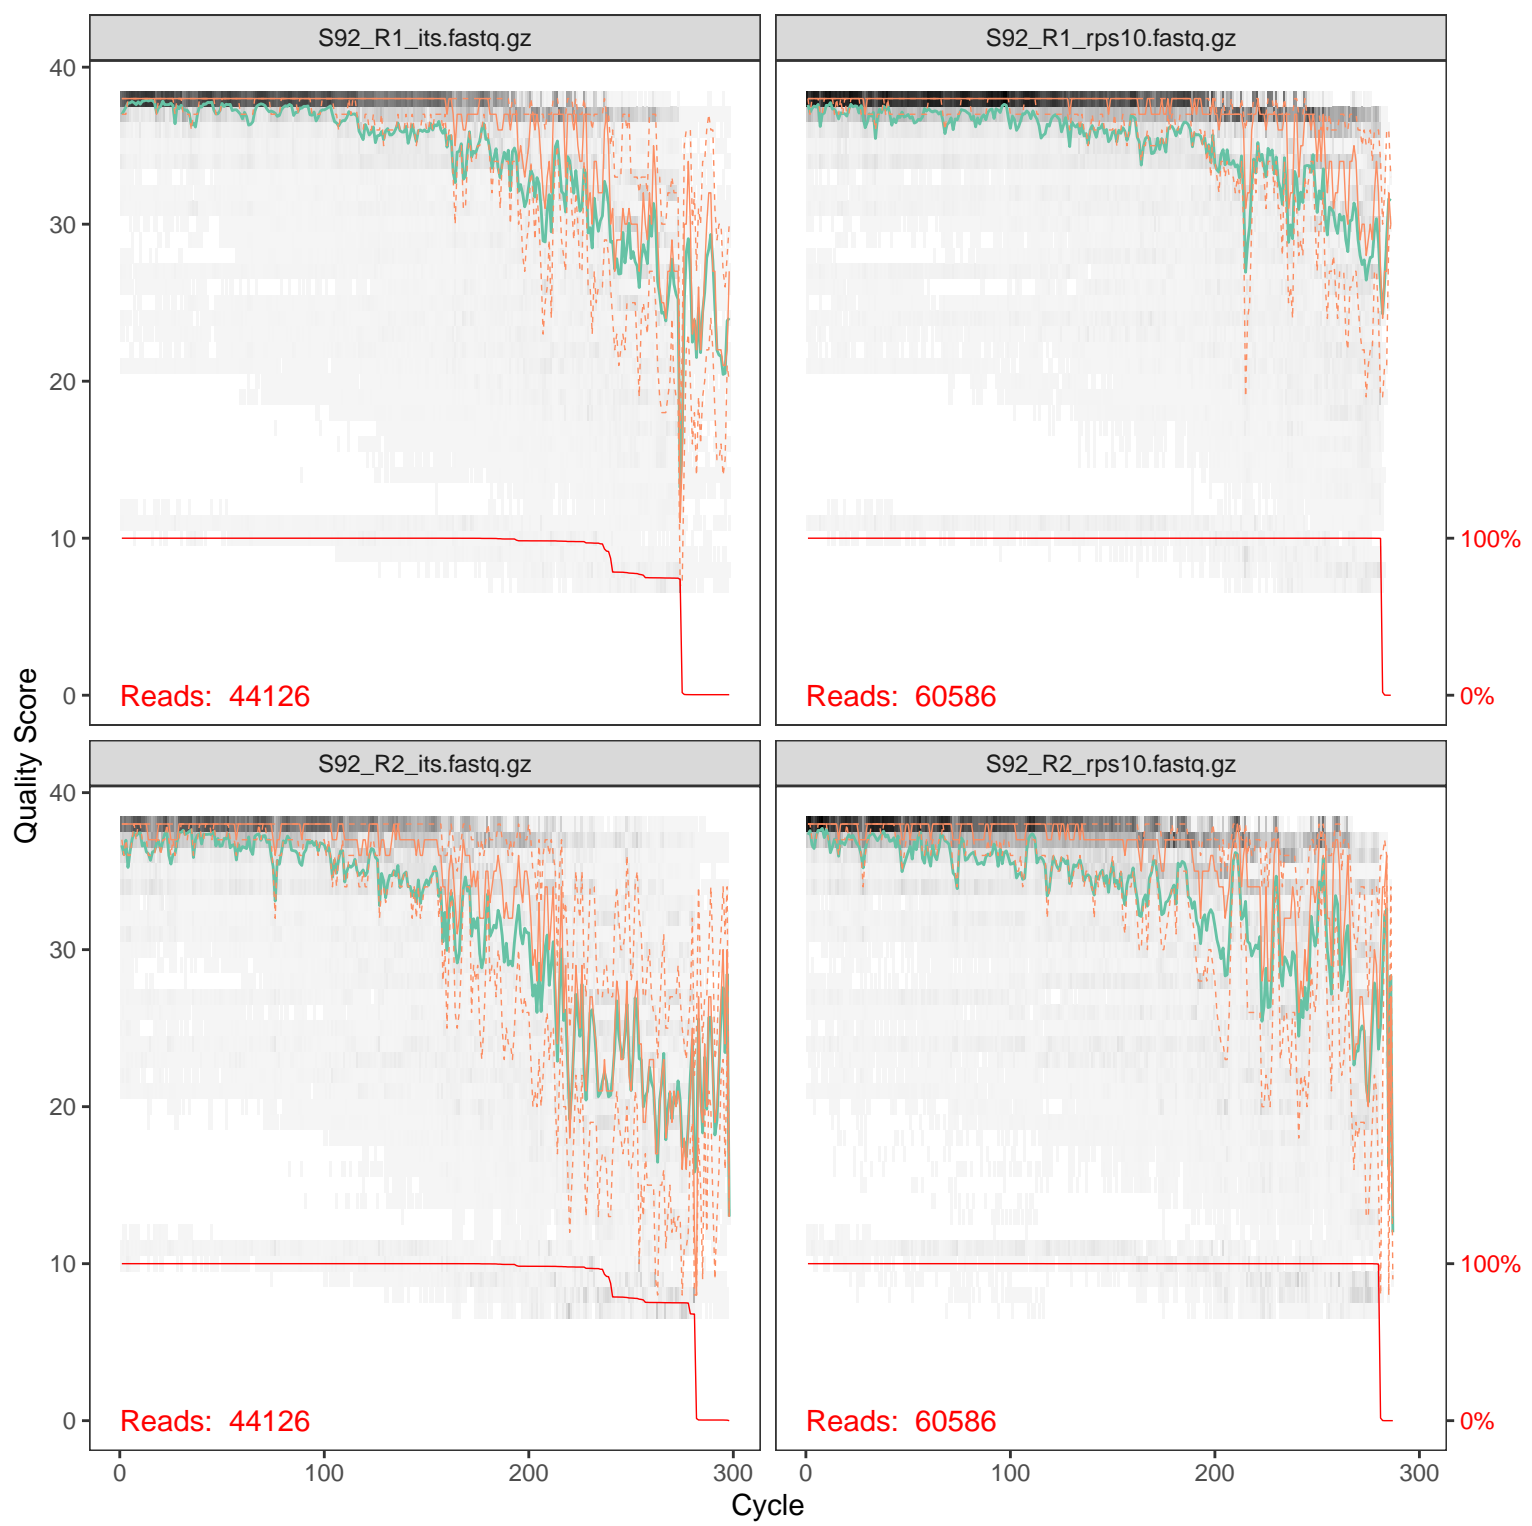 S92_R1_its.fastq.gz
S92_R1_rps10.fastq.gz
40
30
20
10
0
Reads: 44126
Reads: 60586
100%
0%
Quality Score
S92_R2_its.fastq.gz
S92_R2_rps10.fastq.gz
40
30
20
10
0
Reads: 44126
Reads: 60586
100%
0%
0 100 200 300
0 100 200 300
Cycle